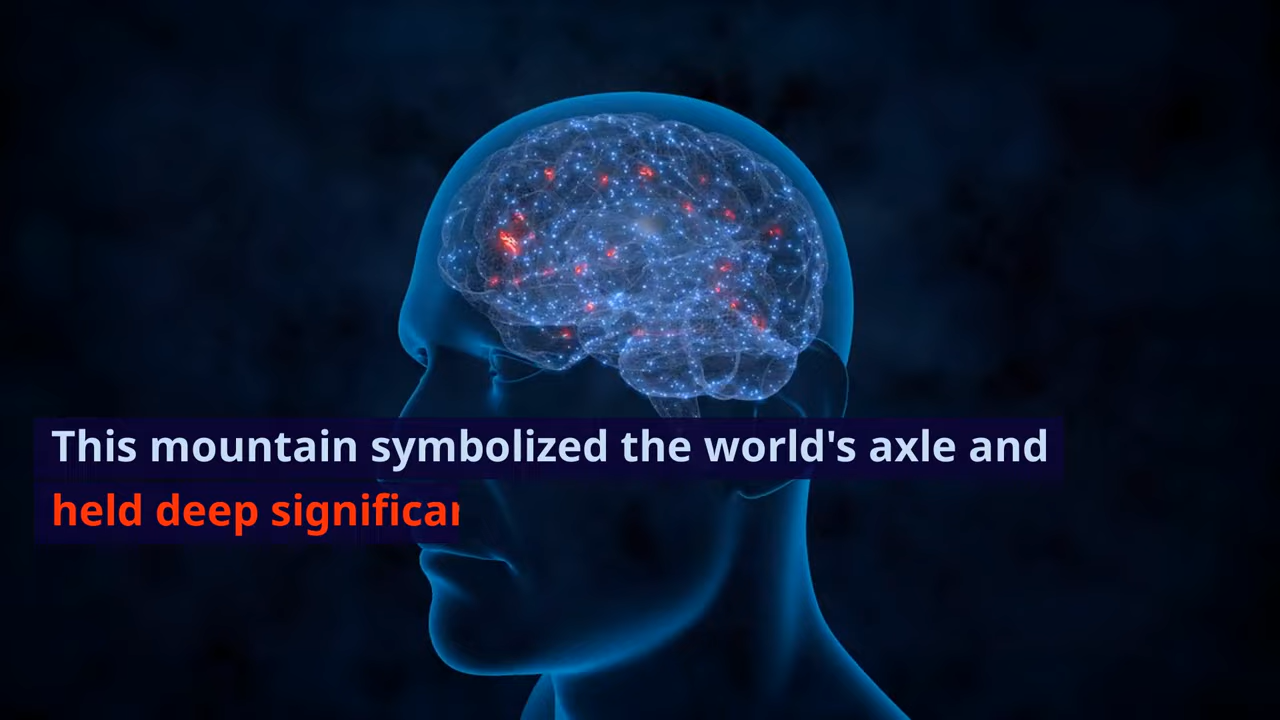 This mountain symbolized the world's axle and
held deep significa